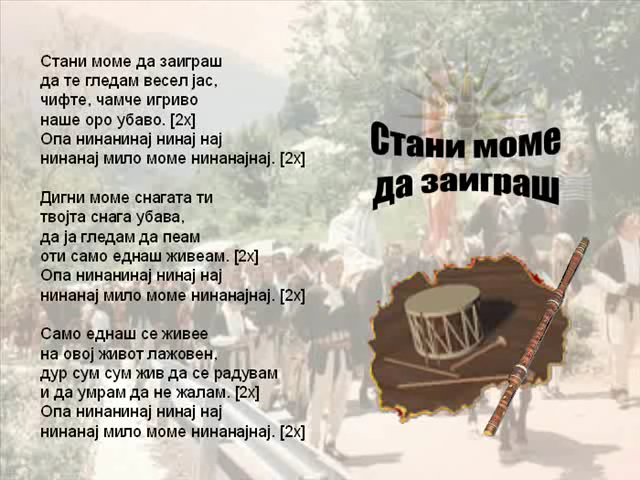 Стани моме да заиграш
да те гледам весел јас,
чифте, чамче игриво
наше оро убаво. [2x]
Опа нинанинај нинај нај
нинанај мило моме нинанајнај. [2x]
Дигни моме снагата ти
твојта снага убава,
да ја гледам да пеам
оти само еднаш живеам. [2x]
Опа нинанинај нинај нај
нинанај мило моме нинанајнај. [2x]
Само еднаш се живее
на овој живот лажовен,
дур сум сум жив да се радувам
и да умрам да не жалам. [2x]
Опа нинанинај нинај нај
нинанај мило моме нинанајнај. [2x]
Стани моме
да заиграш